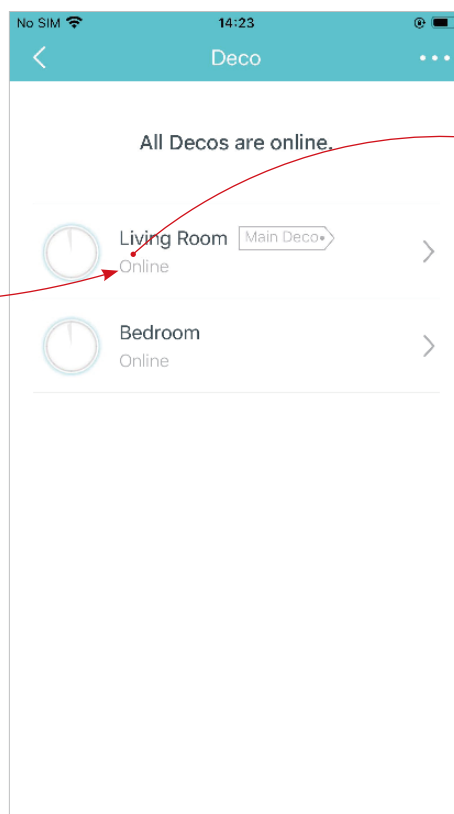 No SIM 14:23
Deco
All Decos are online.
Living Room Main Deco
Online
Bedroom
Online